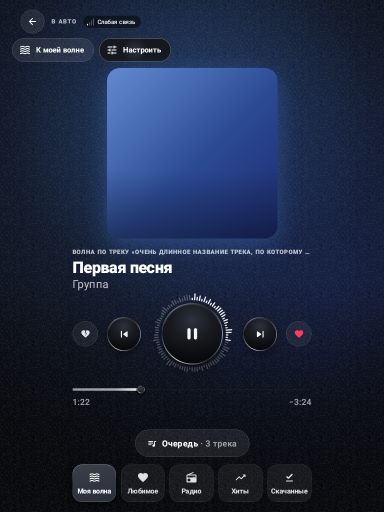 В АВТО
Слабая связь
К моей волне
Настроить
ВОЛНА ПО ТРЕКУ «ОЧЕНЬ ДЛИННОЕ НАЗВАНИЕ ТРЕКА, ПО КОТОРОМУ …
Первая песня
Группа
1:22
-3:24
Очередь · 3 трека
Моя волна
Любимое
Радио
Хиты
Скачанные